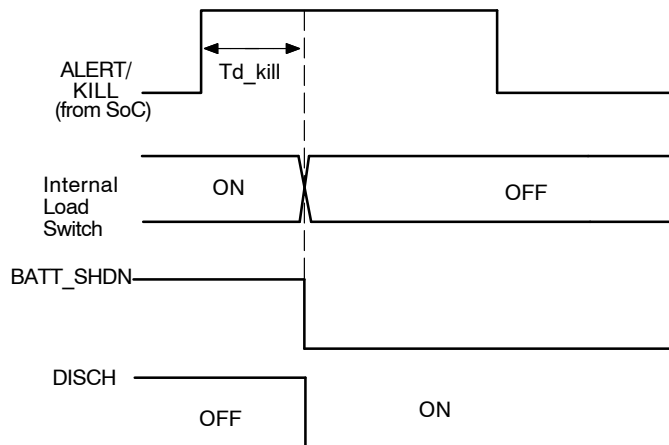 ALERT/
KILL
(from SoC)
Td_kill
Internal
Load
Switch
ON
OFF
BATT_SHDN
DISCH
OFF
ON